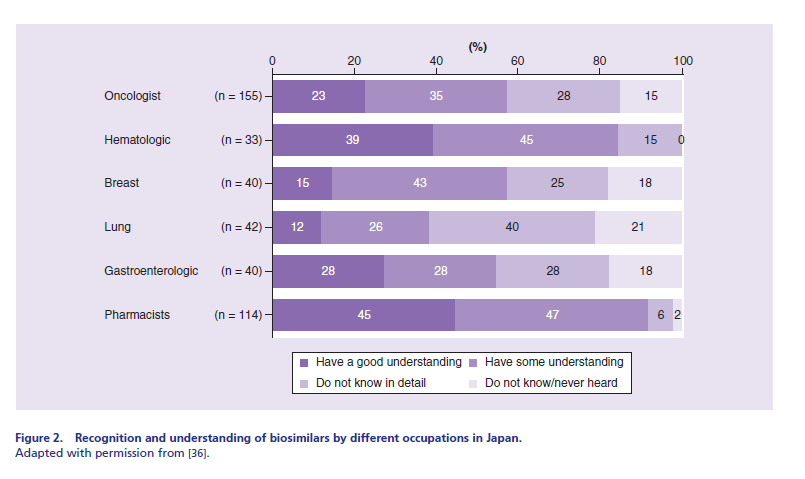 (%)
0 20 40 60 80 100
Oncologist (n = 155) 23 35 28 15
Hematologic (n = 33) 39 45 15 0
Breast (n = 40) 15 43 25 18
Lung (n = 42) 12 26 40 21
Gastroenterologic (n = 40) 28 28 28 18
Pharmacists (n = 114) 45 47 6 2
Have a good understanding Have some understanding
Do not know in detail Do not know/never heard
Figure 2. Recognition and understanding of biosimilars by different occupations in Japan.
Adapted with permission from [36].